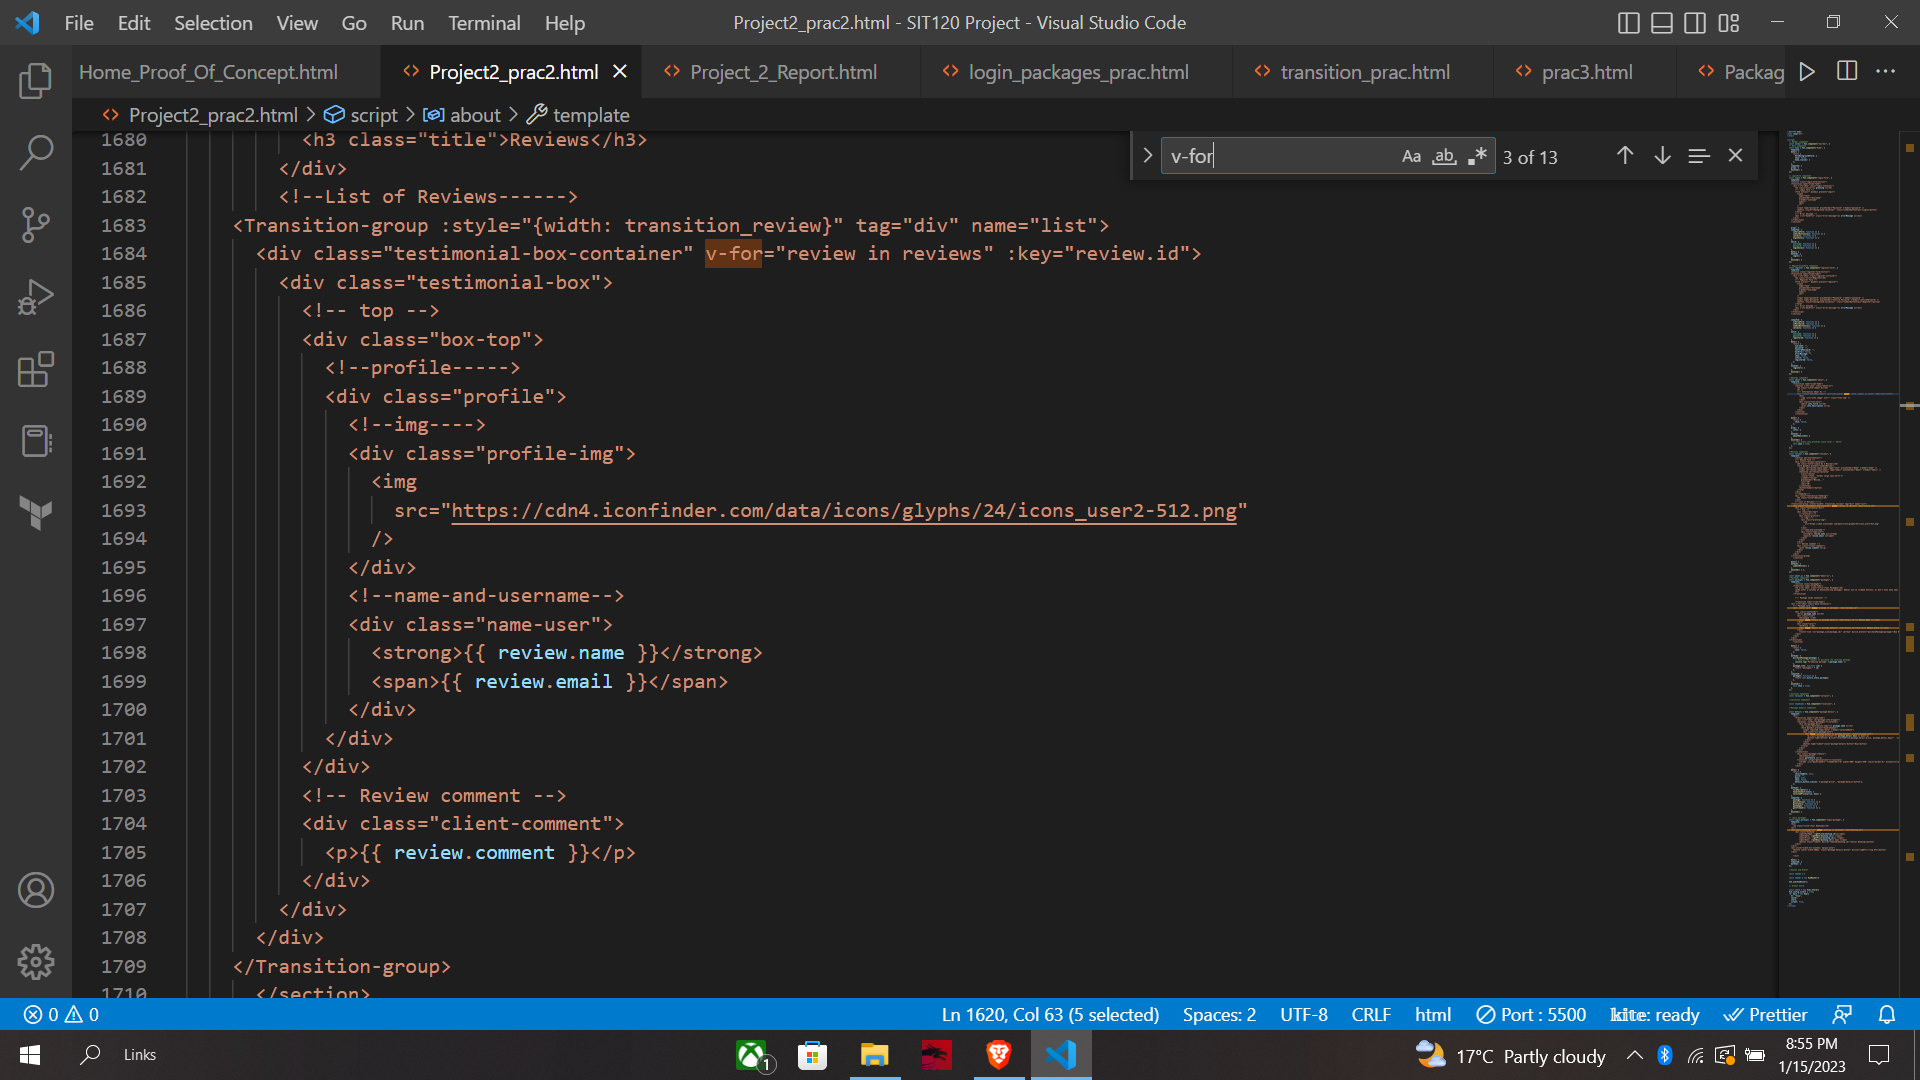 File Edit Selection View Go Run Terminal Help Project2_prac2.html - SIT120 Project - Visual Studio Code
Home_Proof_Of_Concept.html Project2_prac2.html Project_2_Report.html login_packages_prac.html transition_prac.html prac3.html Packag
Project2_prac2.html script about template
v-for Aa ab .* 3 of 13
1680 <h3 class="title">Reviews</h3>
1681 </div>
1682 <!--List of Reviews------>
1683 <Transition-group :style="{width: transition_review}" tag="div" name="list">
1684 <div class="testimonial-box-container" v-for="review in reviews" :key="review.id">
1685 <div class="testimonial-box">
1686 <!-- top -->
1687 <div class="box-top">
1688 <!--profile----->
1689 <div class="profile">
1690 <!--img---->
1691 <div class="profile-img">
1692 <img
1693 src="https://cdn4.iconfinder.com/data/icons/glyphs/24/icons_user2-512.png"
1694 />
1695 </div>
1696 <!--name-and-username-->
1697 <div class="name-user">
1698 <strong>{{ review.name }}</strong>
1699 <span>{{ review.email }}</span>
1700 </div>
1701 </div>
1702 </div>
1703 <!-- Review comment -->
1704 <div class="client-comment">
1705 <p>{{ review.comment }}</p>
1706 </div>
1707 </div>
1708 </div>
1709 </Transition-group>
1710 </section>
0 0 Ln 1620, Col 63 (5 selected) Spaces: 2 UTF-8 CRLF html Port : 5500 kite: ready Prettier
Links 1 17°C Partly cloudy 8:55 PM
1/15/2023